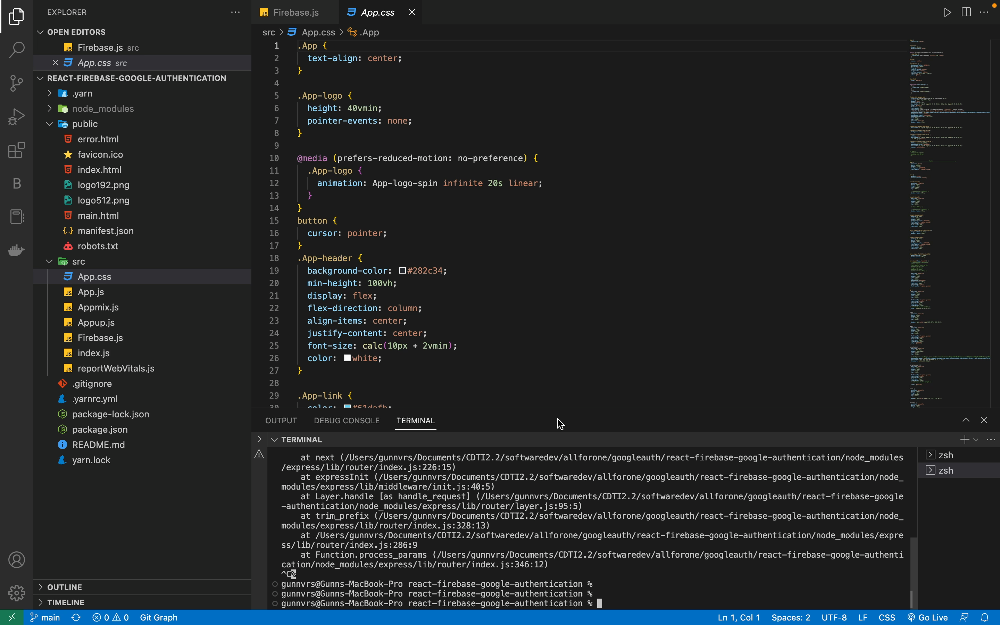 EXPLORER
OPEN EDITORS
Firebase.js src
App.css src
REACT-FIREBASE-GOOGLE-AUTHENTICATION
.yarn
node_modules
public
error.html
favicon.ico
index.html
logo192.png
logo512.png
main.html
manifest.json
robots.txt
src
App.css
App.js
Appmix.js
Appup.js
Firebase.js
index.js
reportWebVitals.js
.gitignore
.yarnrc.yml
package-lock.json
package.json
README.md
yarn.lock
OUTLINE
TIMELINE
Firebase.js App.css
src > App.css > .App
1 .App {
2 text-align: center;
3 }
4
5 .App-logo {
6 height: 40vmin;
7 pointer-events: none;
8 }
9
10 @media (prefers-reduced-motion: no-preference) {
11 .App-logo {
12 animation: App-logo-spin infinite 20s linear;
13 }
14 }
15 button {
16 cursor: pointer;
17 }
18 .App-header {
19 background-color: #282c34;
20 min-height: 100vh;
21 display: flex;
22 flex-direction: column;
23 align-items: center;
24 justify-content: center;
25 font-size: calc(10px + 2vmin);
26 color: white;
27 }
28
29 .App-link {
30 color: #61dafb;
OUTPUT DEBUG CONSOLE TERMINAL
TERMINAL
at next (/Users/gunnvrs/Documents/CDTI2.2/softwaredev/allforone/googleauth/react-firebase-google-authentication/node_modules
/express/lib/router/index.js:226:15)
at expressInit (/Users/gunnvrs/Documents/CDTI2.2/softwaredev/allforone/googleauth/react-firebase-google-authentication/node_
modules/express/lib/middleware/init.js:40:5)
at Layer.handle [as handle_request] (/Users/gunnvrs/Documents/CDTI2.2/softwaredev/allforone/googleauth/react-firebase-google
-authentication/node_modules/express/lib/router/layer.js:95:5)
at trim_prefix (/Users/gunnvrs/Documents/CDTI2.2/softwaredev/allforone/googleauth/react-firebase-google-authentication/node_
modules/express/lib/router/index.js:328:13)
at /Users/gunnvrs/Documents/CDTI2.2/softwaredev/allforone/googleauth/react-firebase-google-authentication/node_modules/expre
ss/lib/router/index.js:286:9
at Function.process_params (/Users/gunnvrs/Documents/CDTI2.2/softwaredev/allforone/googleauth/react-firebase-google-authenti
cation/node_modules/express/lib/router/index.js:346:12)
^C%
gunnvrs@Gunns-MacBook-Pro react-firebase-google-authentication %
gunnvrs@Gunns-MacBook-Pro react-firebase-google-authentication %
gunnvrs@Gunns-MacBook-Pro react-firebase-google-authentication %
zsh
zsh
main 0 0 Git Graph Ln 1, Col 1 Spaces: 2 UTF-8 LF CSS Go Live